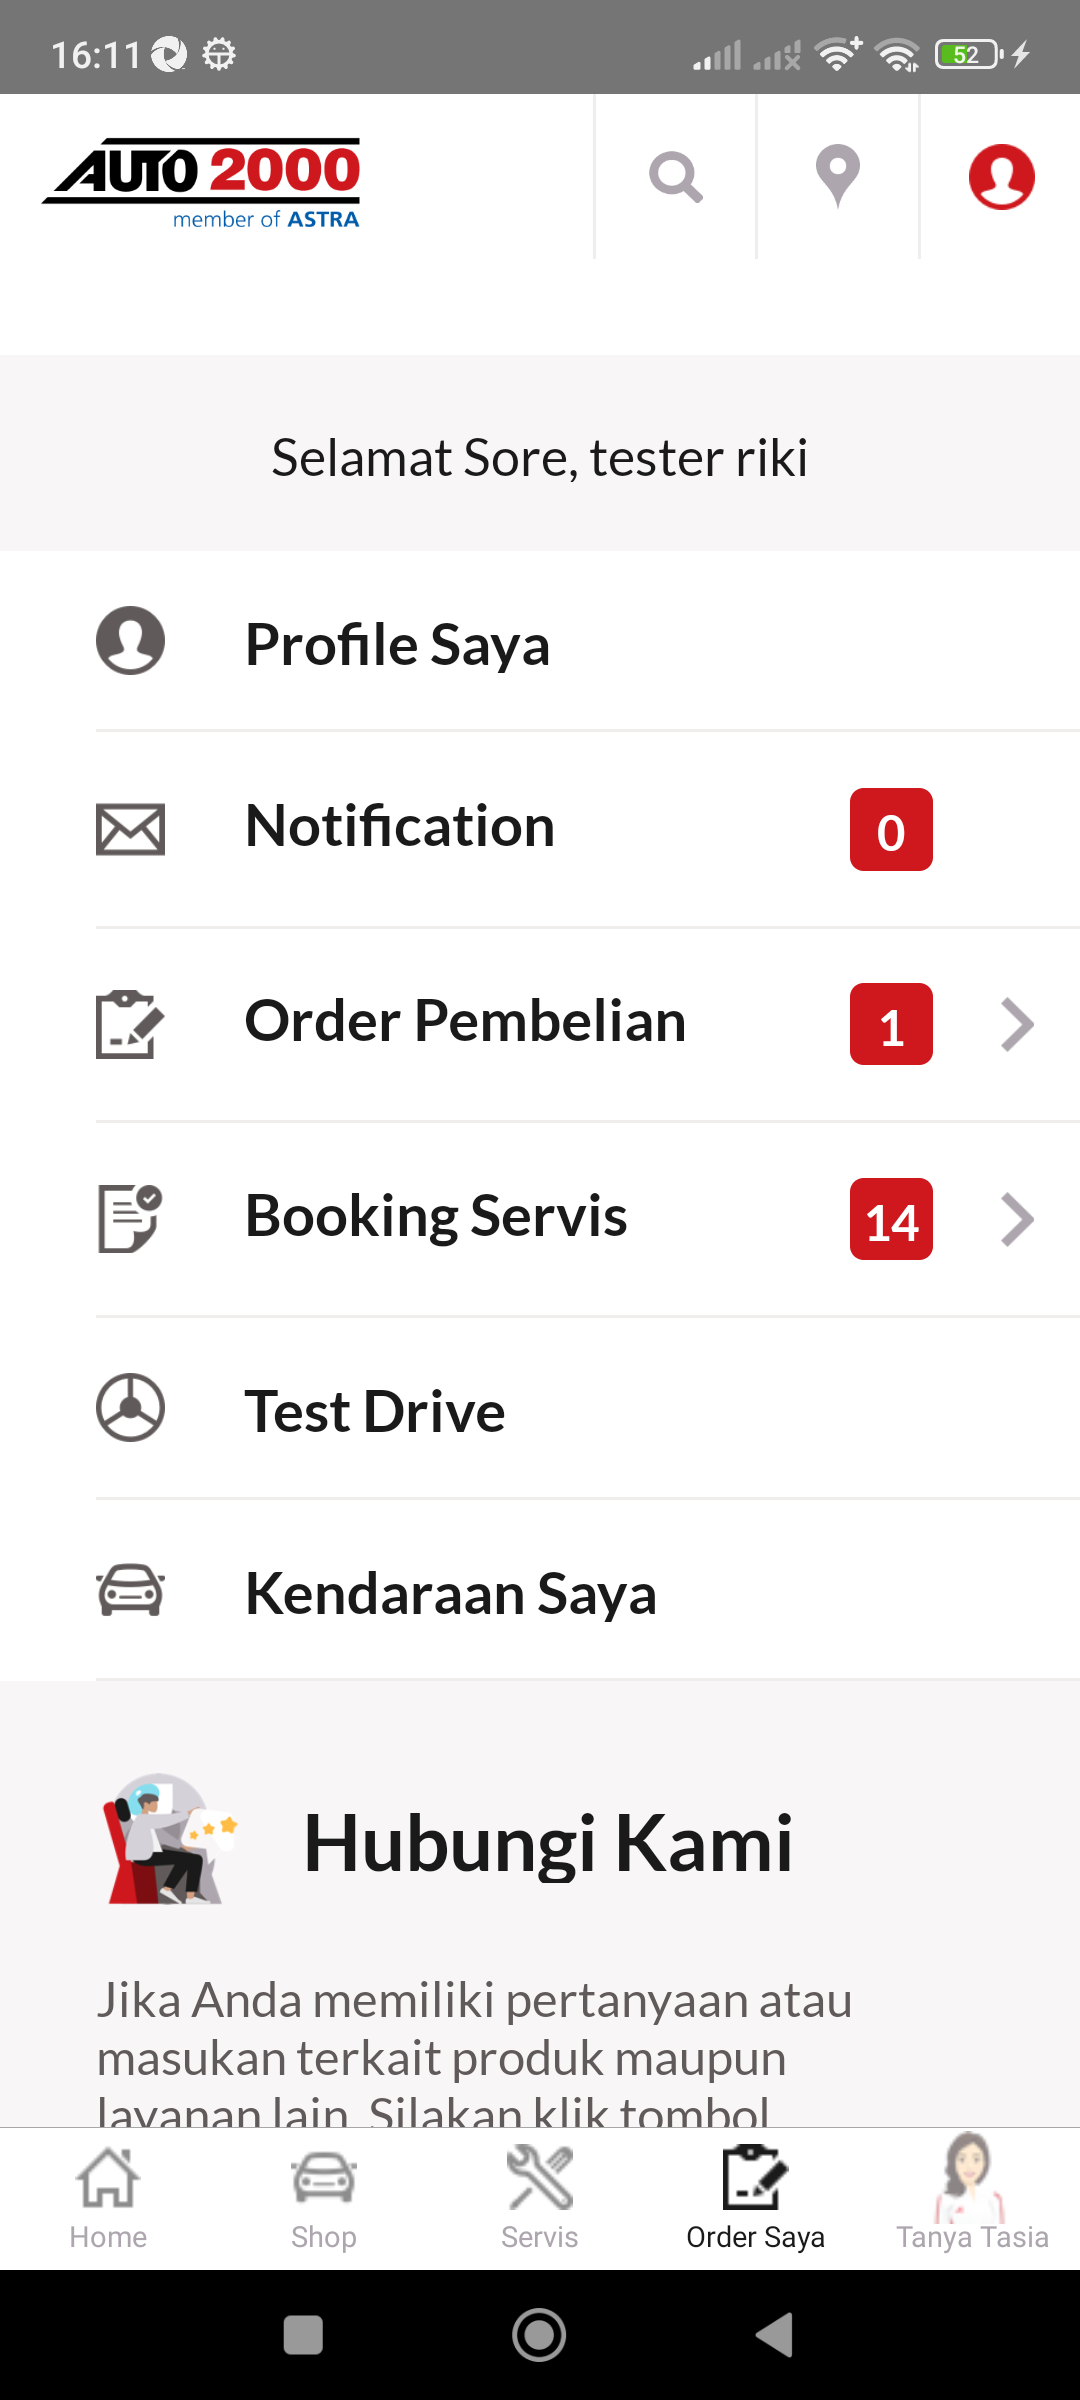 16:11
52
AUTO 2000
member of ASTRA
Selamat Sore, tester riki
Profile Saya
Notification 0
Order Pembelian 1
Booking Servis 14
Test Drive
Kendaraan Saya
Hubungi Kami
Jika Anda memiliki pertanyaan atau
masukan terkait produk maupun
layanan lain. Silakan klik tombol
Home Shop Servis Order Saya Tanya Tasia